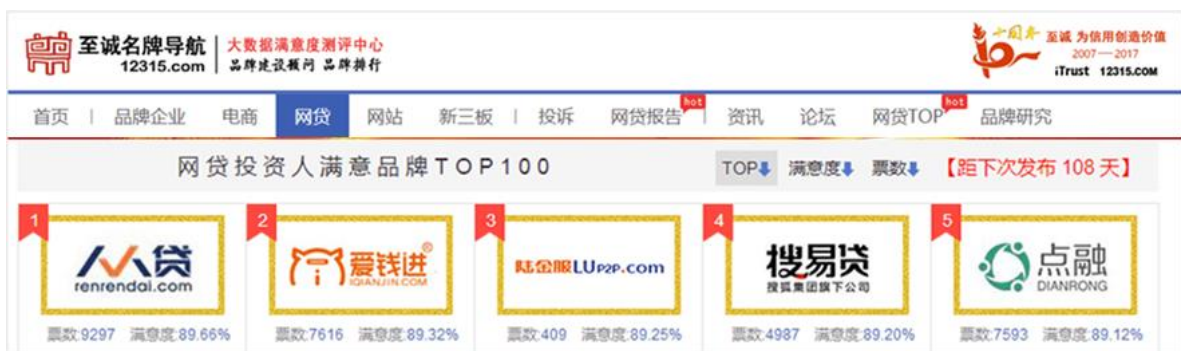 至诚名牌导航
12315.com
大数据满意度测评中心
品牌建设顾问 品牌排行
十周年
至诚 为信用创造价值
2007—2017
iTrust 12315.COM
首页 | 品牌企业 电商 网贷 网站 新三板 | 投诉 网贷报告 hot | 资讯 论坛 网贷TOP hot 品牌研究
网贷投资人满意品牌TOP100 TOP 满意度 票数 【距下次发布 108 天】
1
人人贷
renrendai.com
票数:9297 满意度:89.66%
2
爱钱进®
IQIANJIN.COM
票数:7616 满意度:89.32%
3
陆金服LUP2P.com
票数:409 满意度:89.25%
4
搜易贷
搜狐集团旗下公司
票数:4987 满意度:89.20%
5
点融
DIANRONG
票数:7593 满意度:89.12%